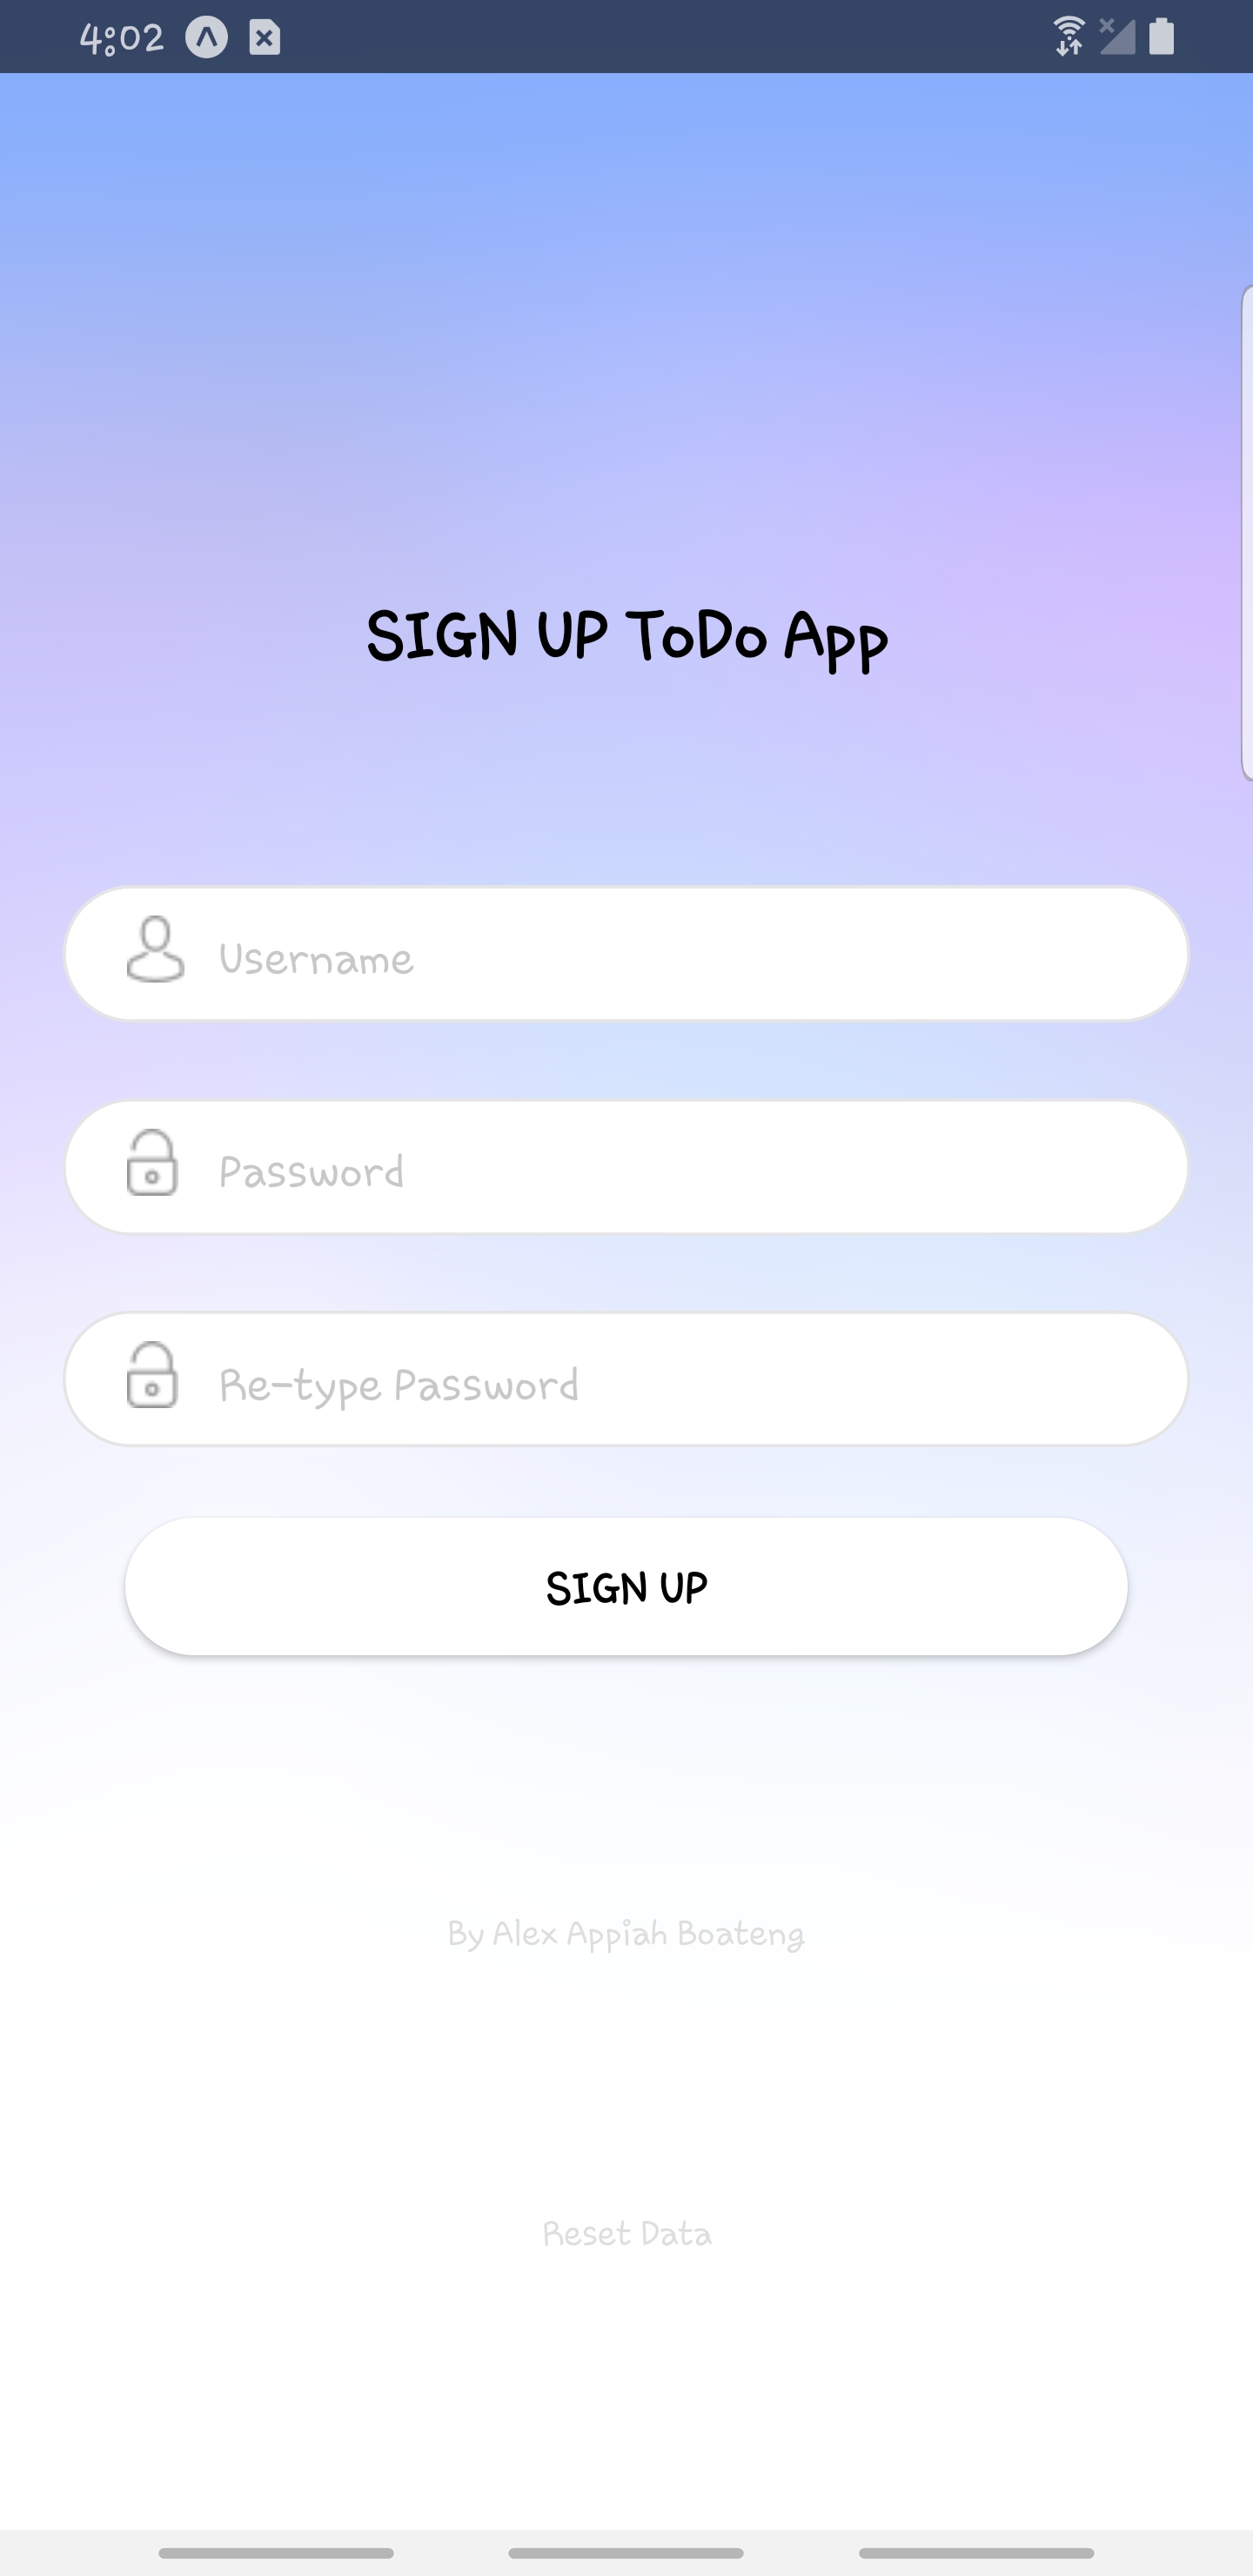 4:02
SIGN UP ToDo App
Username
Password
Re-type Password
SIGN UP
By Alex Appiah Boateng
Reset Data